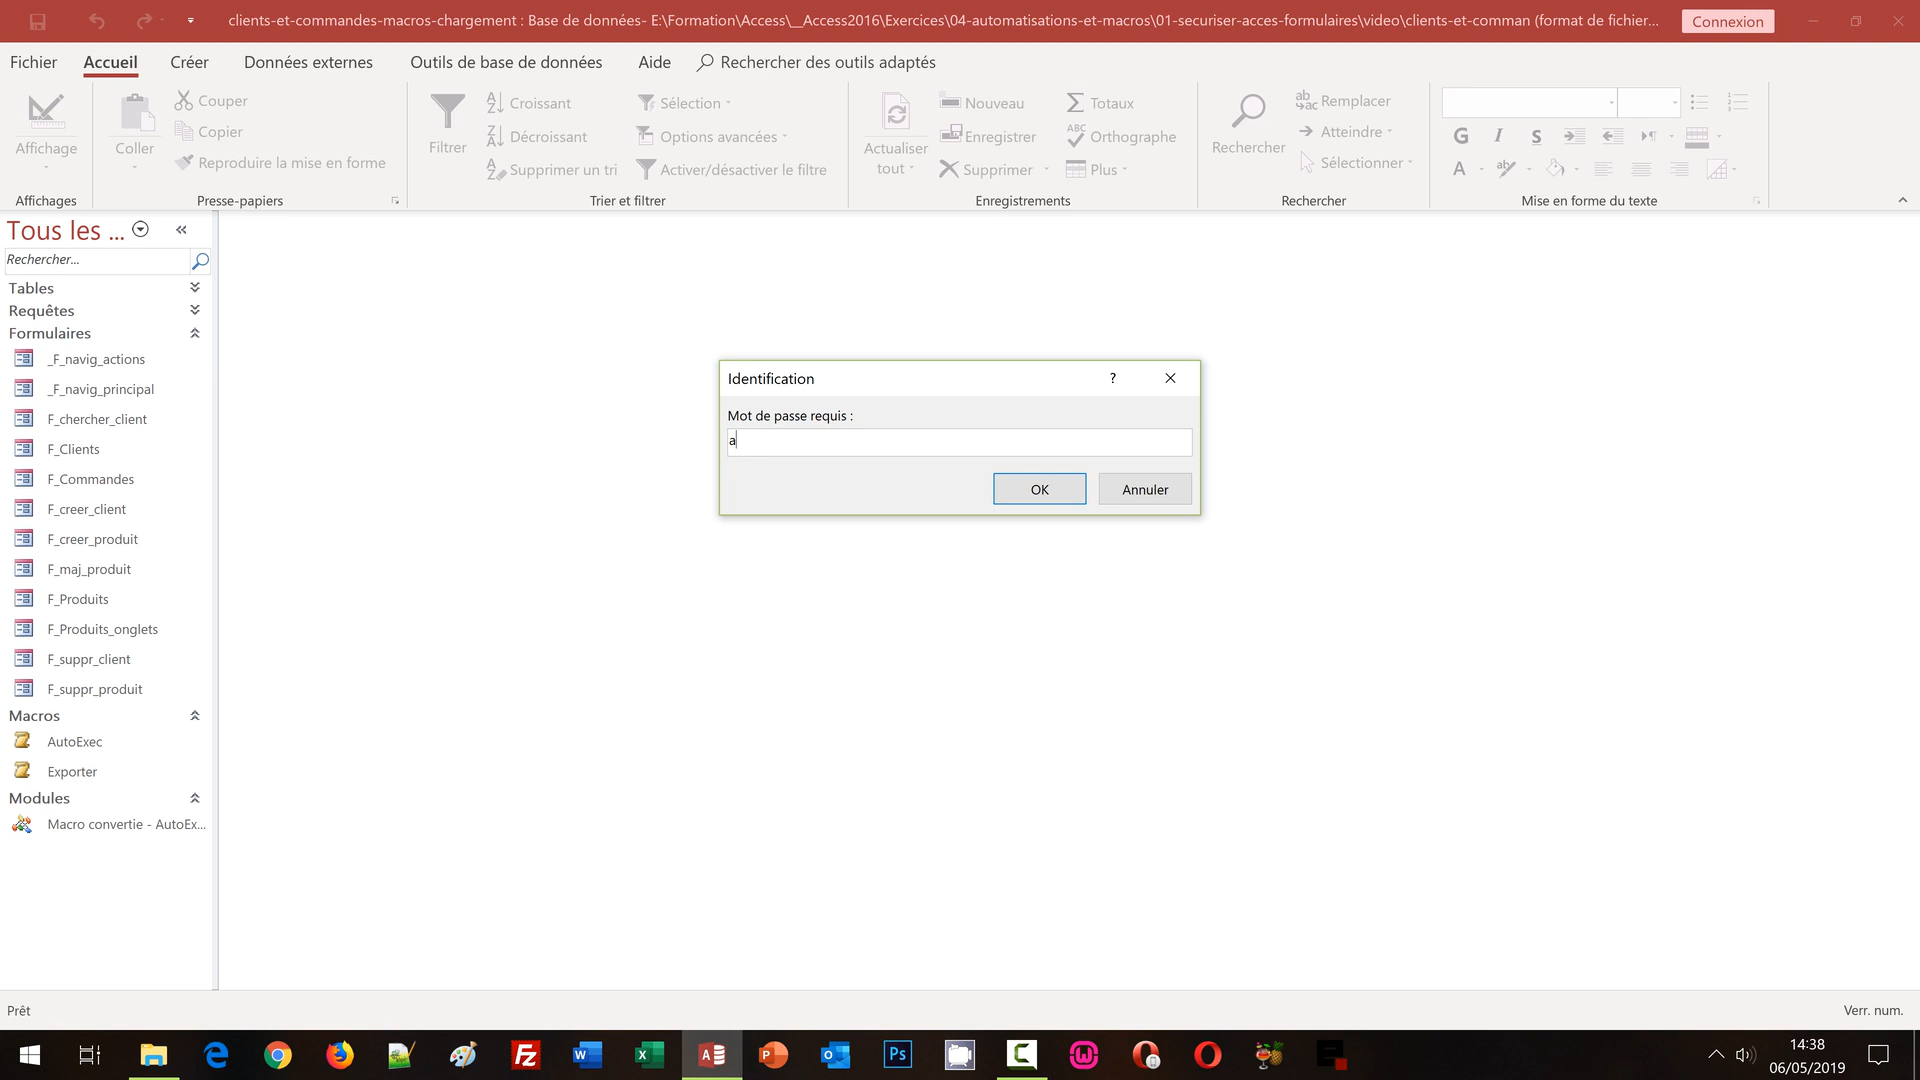 clients-et-commandes-macros-chargement : Base de données- E:\Formation\Access\__Access2016\Exercices\04-automatisations-et-macros\01-securiser-acces-formulaires\video\clients-et-comman (format de fichier...
Connexion
Fichier Accueil Créer Données externes Outils de base de données Aide Rechercher des outils adaptés
Affichage
Affichages
Coller
Couper
Copier
Reproduire la mise en forme
Presse-papiers
Filtrer
Croissant
Décroissant
Supprimer un tri
Sélection
Options avancées
Activer/désactiver le filtre
Trier et filtrer
Actualiser
tout
Nouveau
Enregistrer
Supprimer
Totaux
Orthographe
Plus
Enregistrements
Rechercher
Remplacer
Atteindre
Sélectionner
Rechercher
G I S
A
Mise en forme du texte
Tous les ...
Rechercher...
Tables
Requêtes
Formulaires
_F_navig_actions
_F_navig_principal
F_chercher_client
F_Clients
F_Commandes
F_creer_client
F_creer_produit
F_maj_produit
F_Produits
F_Produits_onglets
F_suppr_client
F_suppr_produit
Macros
AutoExec
Exporter
Modules
Macro convertie - AutoEx...
Identification
?
Mot de passe requis :
a
OK Annuler
Prêt
Verr. num.
14:38
06/05/2019